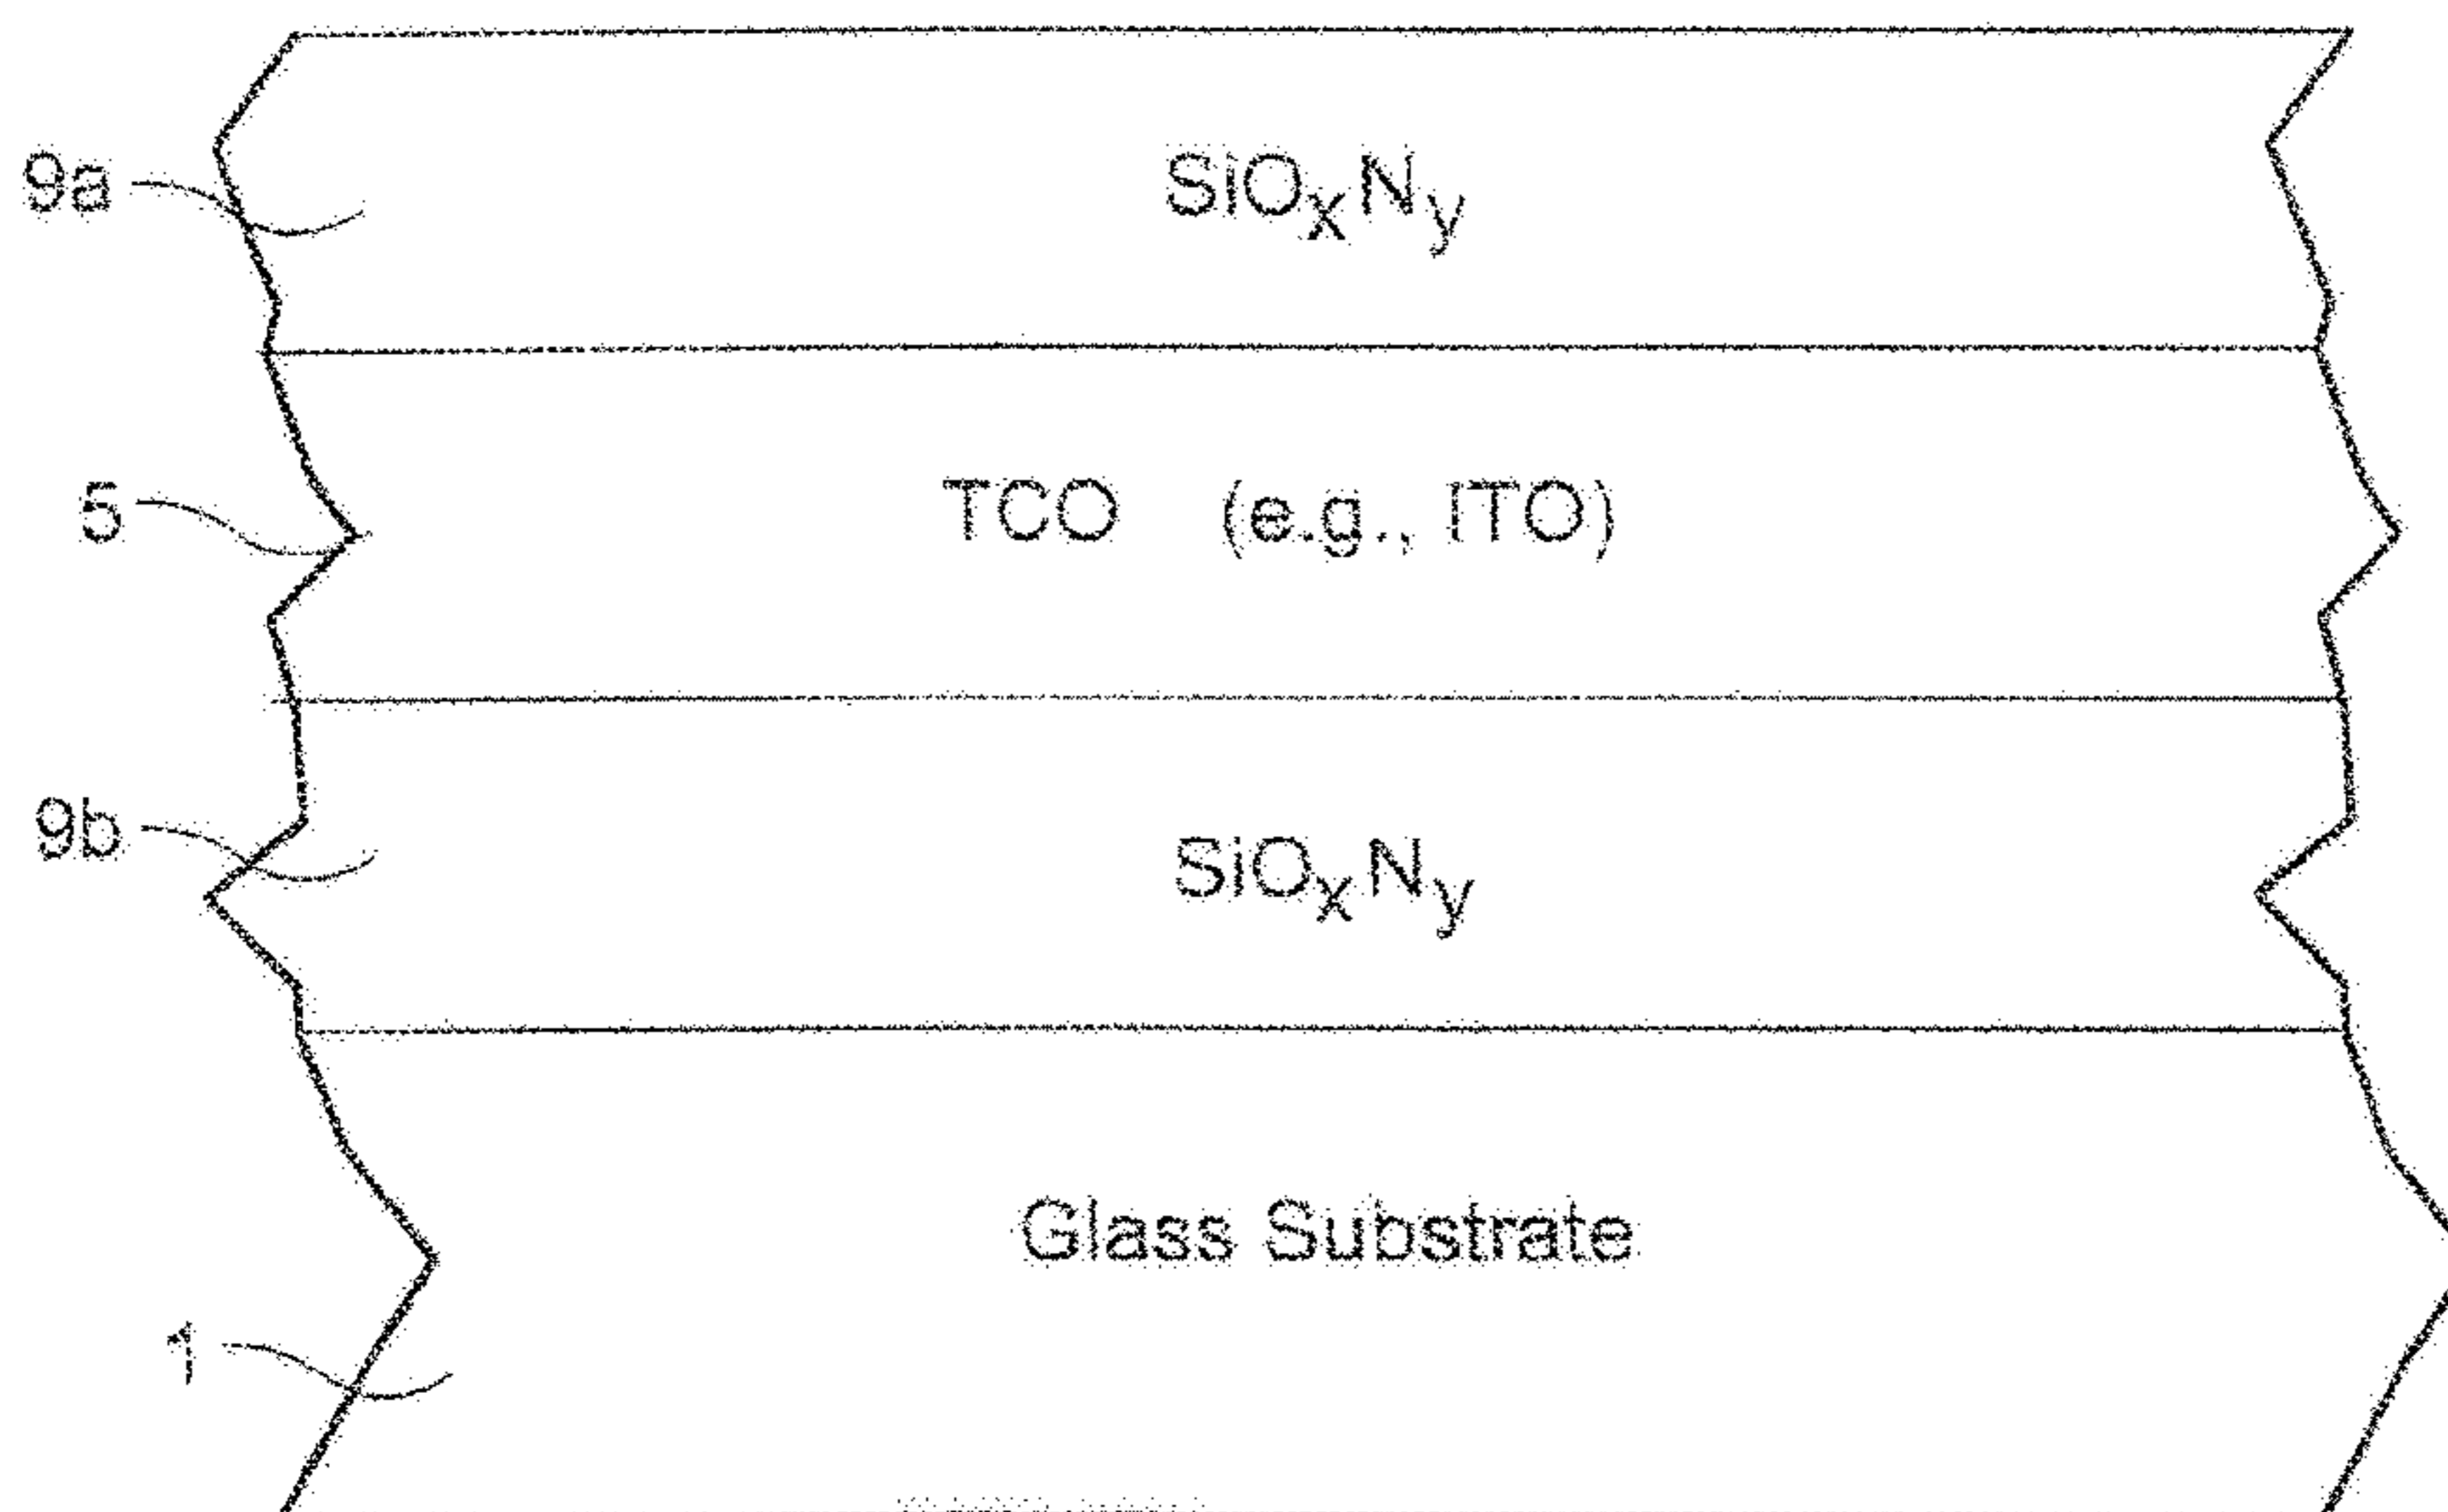 9a SiOxNy
5 TCO (e.g., ITO)
9b SiOxNy
Glass Substrate
1